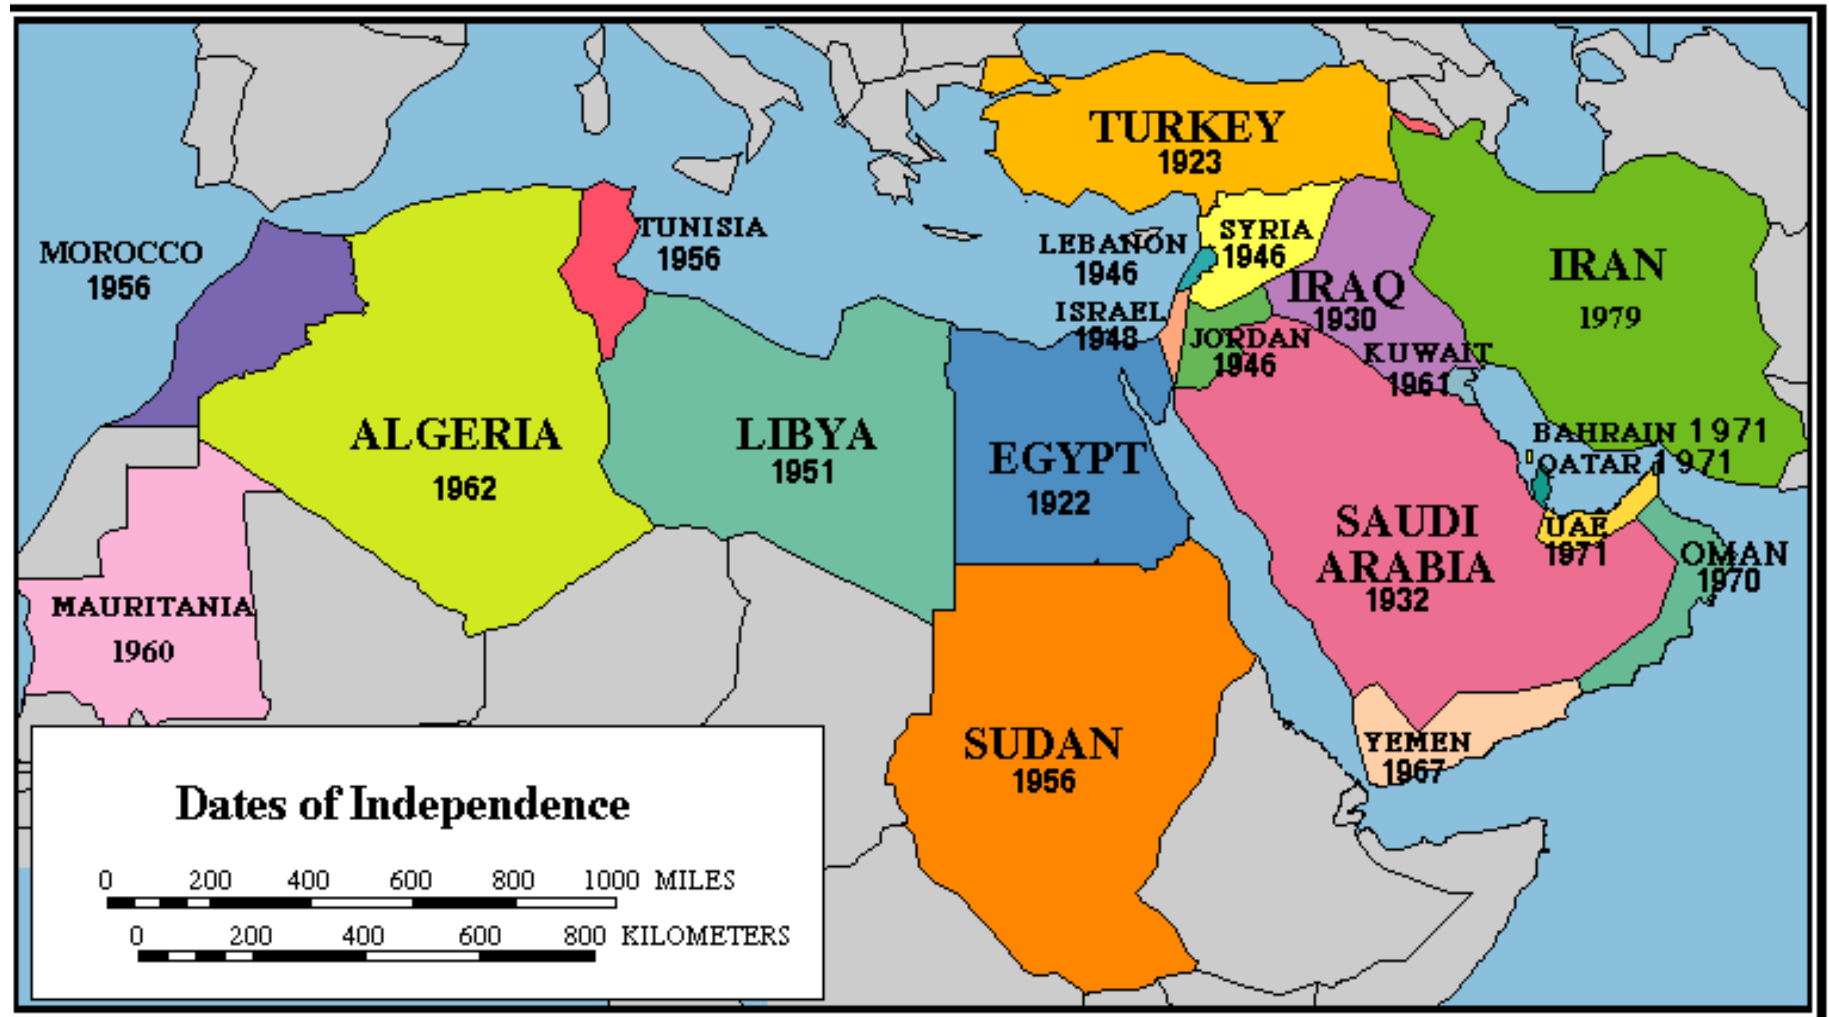 TURKEY
1923
MOROCCO
1956
TUNISIA
1956
LEBANON
1946
SYRIA
1946
IRAQ
1930
IRAN
1979
ISRAEL
1948
JORDAN
1946
KUWAIT
1961
ALGERIA
1962
LIBYA
1951
EGYPT
1922
BAHRAIN 1971
QATAR 1971
SAUDI
ARABIA
1932
UAE
1971
OMAN
1970
MAURITANIA
1960
SUDAN
1956
YEMEN
1967
Dates of Independence
0 200 400 600 800 1000 MILES
0 200 400 600 800 KILOMETERS